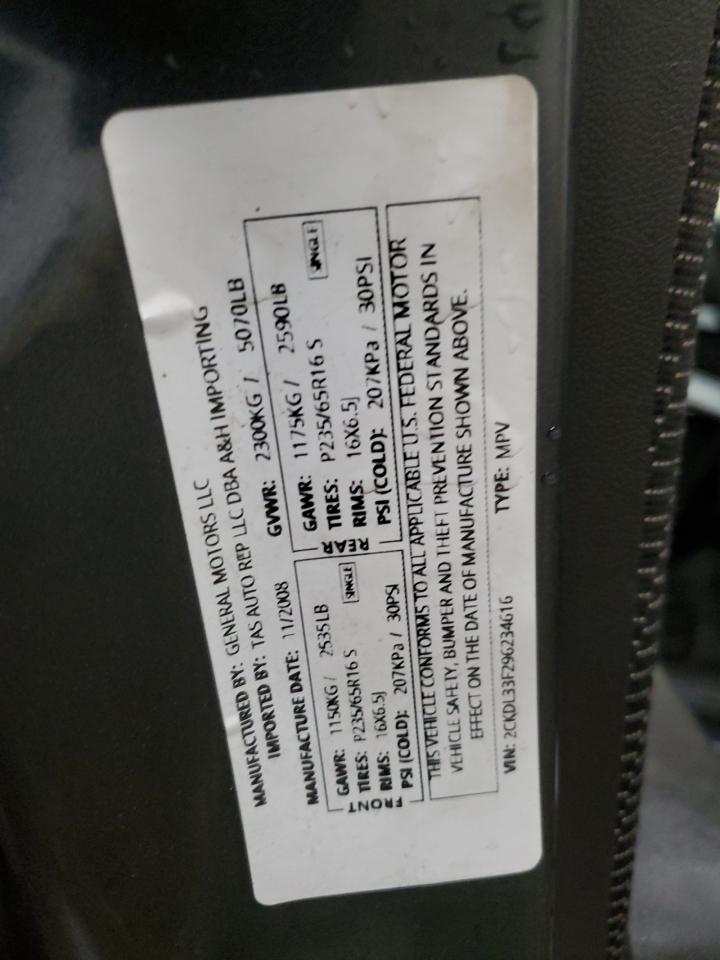 MANUFACTURED BY: GENERAL MOTORS LLC
IMPORTED BY: TAS AUTO REP LLC DBA A&H IMPORTING
MANUFACTURE DATE: 11/2008 GVWR: 2300KG / 5070LB
FRONT
GAWR: 1150KG / 2535LB
TIRES: P235/65R16 S SINGLE
RIMS: 16X6.5J
PSI (COLD): 207KPa / 30PSI
REAR
GAWR: 1175KG / 2590LB
TIRES: P235/65R16 S SINGLE
RIMS: 16X6.5J
PSI (COLD): 207KPa / 30PSI
THIS VEHICLE CONFORMS TO ALL APPLICABLE U.S. FEDERAL MOTOR
VEHICLE SAFETY, BUMPER AND THEFT PREVENTION STANDARDS IN
EFFECT ON THE DATE OF MANUFACTURE SHOWN ABOVE.
VIN: 2CKDL33F296234616 TYPE: MPV